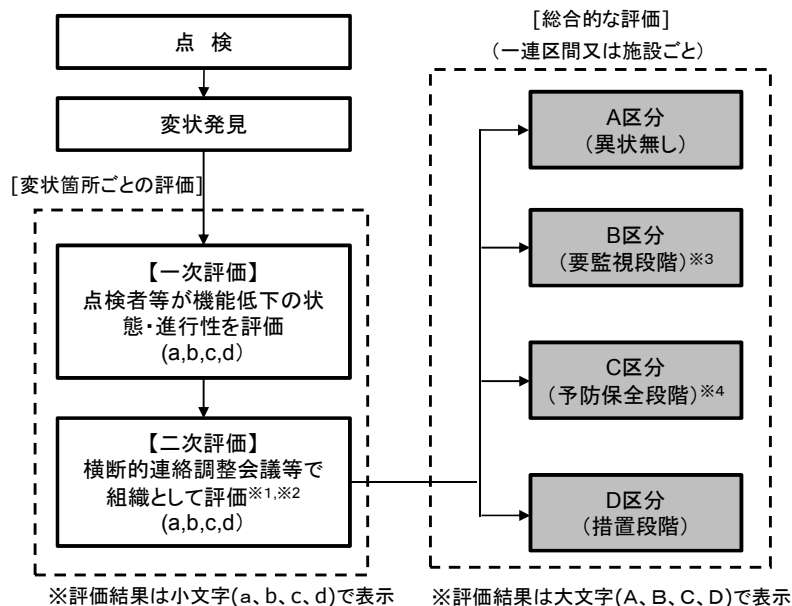 点 検
変状発見
[変状箇所ごとの評価]
【一次評価】
点検者等が機能低下の状
態・進行性を評価
(a,b,c,d)
【二次評価】
横断的連絡調整会議等で
組織として評価※1,※2
(a,b,c,d)
※評価結果は小文字(a、b、c、d)で表示
[総合的な評価]
(一連区間又は施設ごと)
A区分
(異状無し)
B区分
(要監視段階)※3
C区分
(予防保全段階)※4
D区分
(措置段階)
※評価結果は大文字(A、B、C、D)で表示